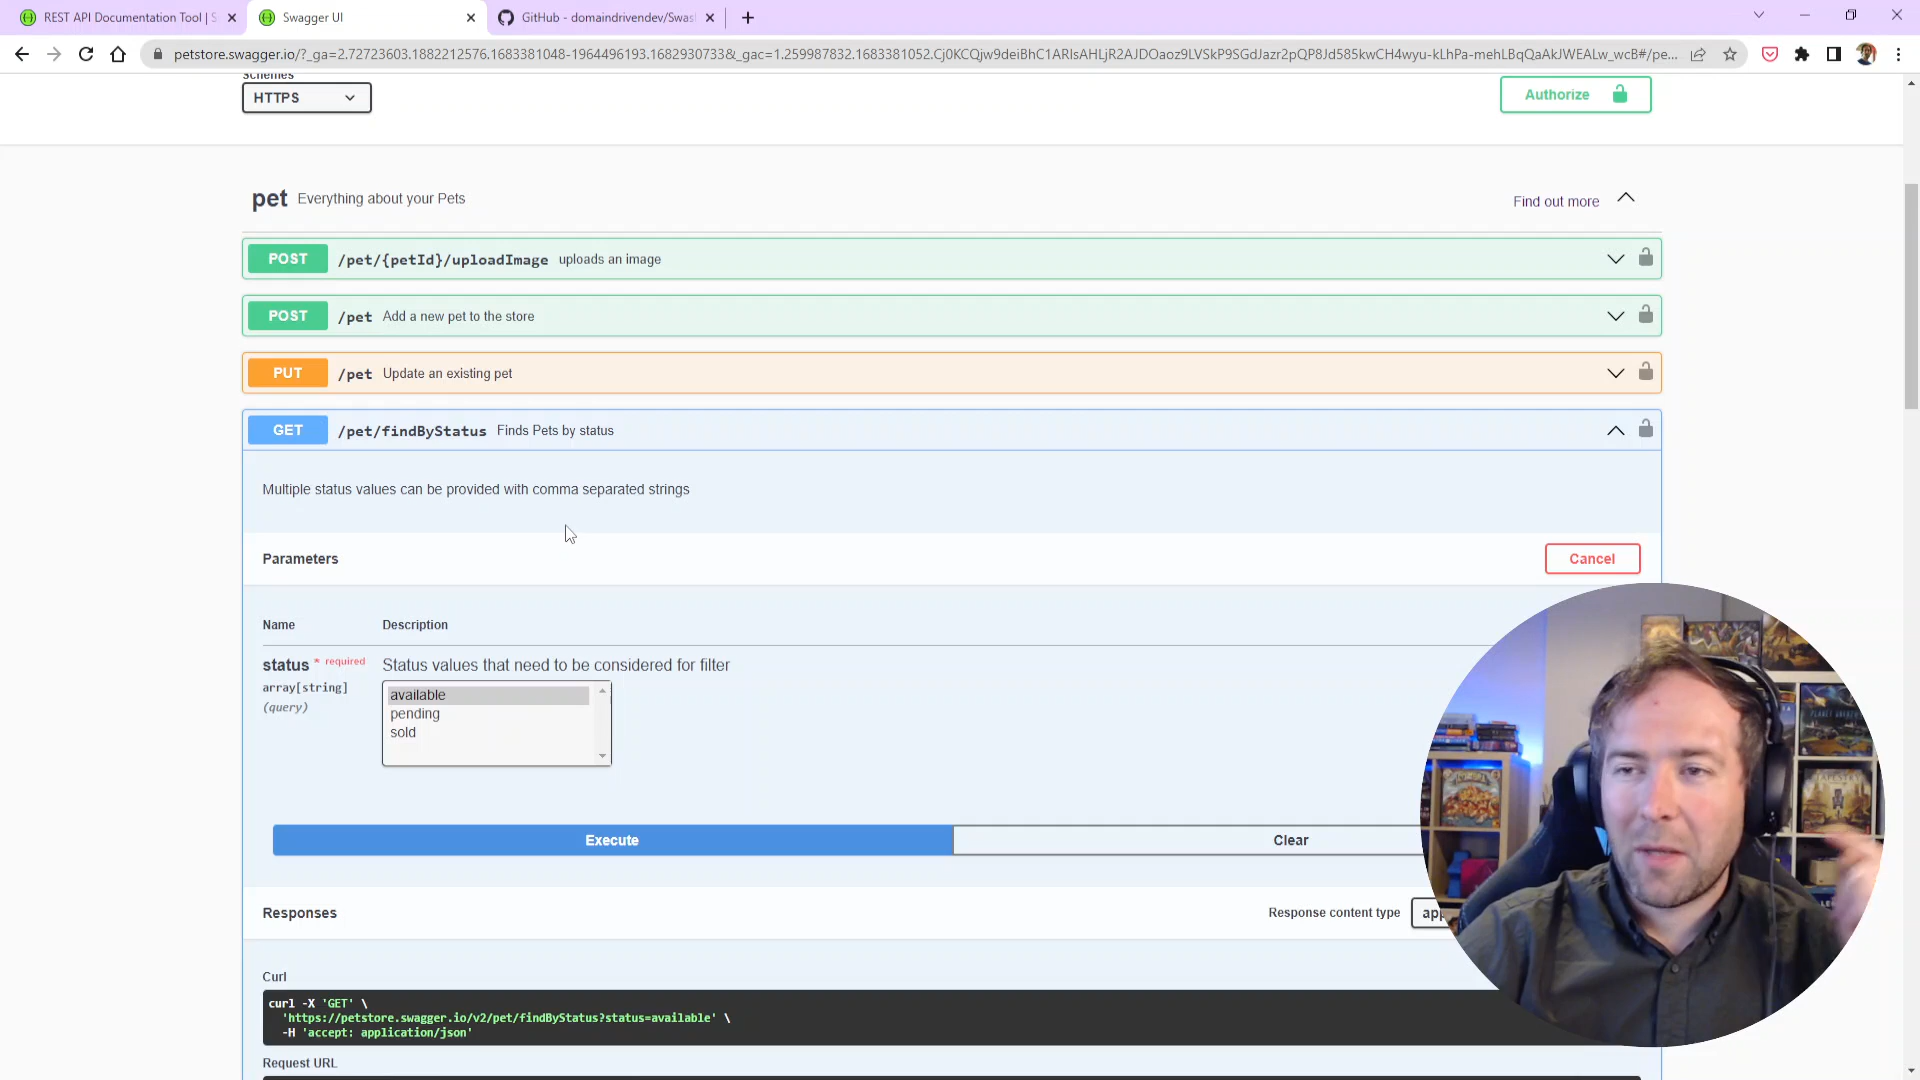 REST API Documentation Tool | S
Swagger UI
GitHub - domaindrivendev/Swas
petstore.swagger.io/?_ga=2.72723603.1882212576.1683381048-1964496193.1682930733&_gac=1.259987832.1683381052.Cj0KCQjw9deiBhC1ARIsAHLjR2AJDOaoz9LVSkP9SGdJazr2pQP8Jd585kwCH4wyu-kLhPa-mehLBqQaAkJWEALw_wcB#/pe...
Schemes
HTTPS
Authorize
pet Everything about your Pets
Find out more
POST /pet/{petId}/uploadImage uploads an image
POST /pet Add a new pet to the store
PUT /pet Update an existing pet
GET /pet/findByStatus Finds Pets by status
Multiple status values can be provided with comma separated strings
Parameters
Cancel
Name Description
status * required
Status values that need to be considered for filter
array[string]
(query)
available
pending
sold
Execute
Clear
Responses
Response content type
app
Curl
curl -X 'GET' \
'https://petstore.swagger.io/v2/pet/findByStatus?status=available' \
-H 'accept: application/json'
Request URL